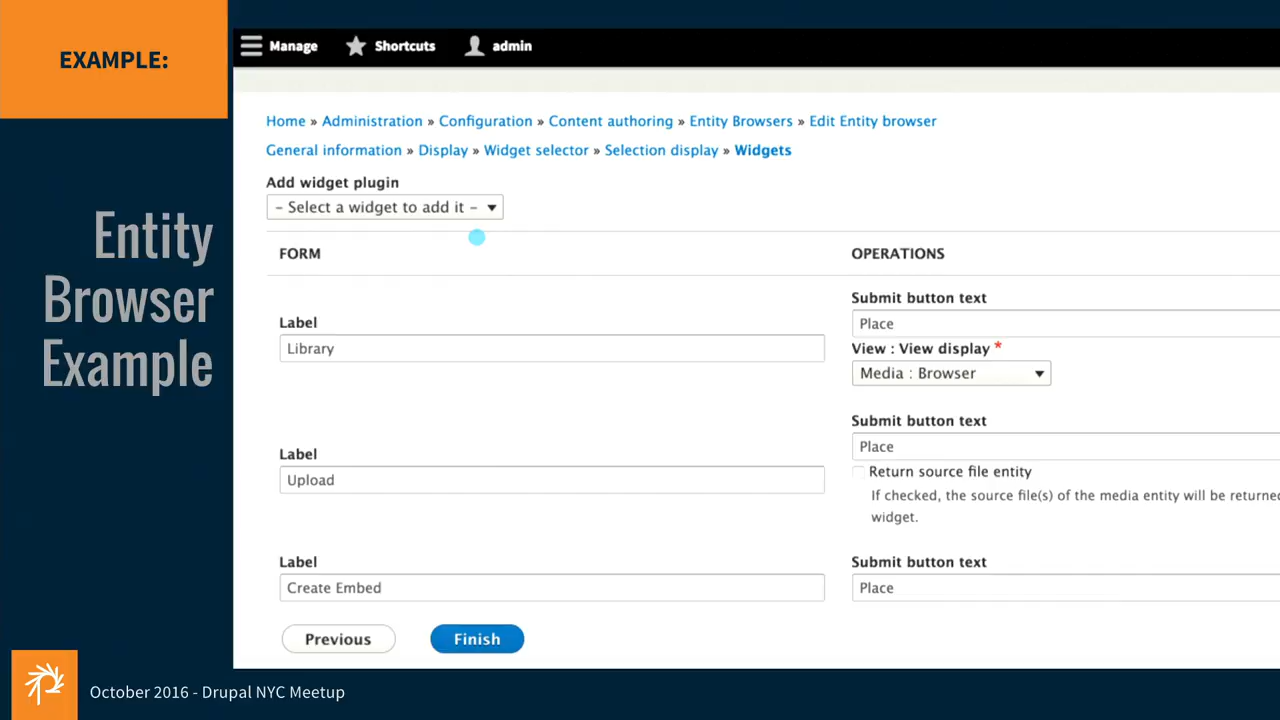 EXAMPLE:
Entity
Browser
Example
Manage Shortcuts admin
Home » Administration » Configuration » Content authoring » Entity Browsers » Edit Entity browser
General information » Display » Widget selector » Selection display » Widgets
Add widget plugin
- Select a widget to add it -
FORM OPERATIONS
Submit button text
Label
Place
Library
View : View display *
Media : Browser
Submit button text
Label
Place
Upload
Return source file entity
If checked, the source file(s) of the media entity will be returned
widget.
Label Submit button text
Create Embed Place
Previous Finish
October 2016 - Drupal NYC Meetup